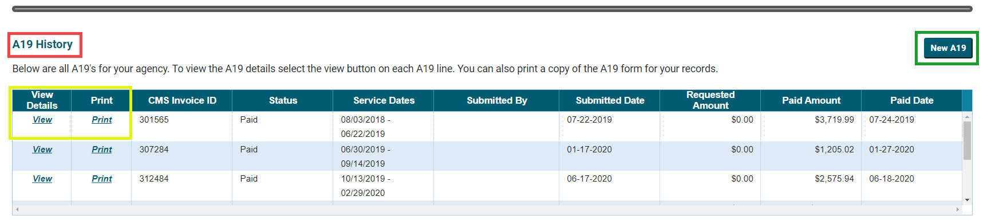 A19 History
New A19
Below are all A19's for your agency. To view the A19 details select the view button on each A19 line. You can also print a copy of the A19 form for your records.
View Details Print CMS Invoice ID Status Service Dates Submitted By Submitted Date Requested Amount Paid Amount Paid Date
View Print 301565 Paid 08/03/2018 - 07-22-2019 $0.00 $3,719.99 07-24-2019
06/22/2019
View Print 307284 Paid 06/30/2019 - 01-17-2020 $0.00 $1,205.02 01-27-2020
09/14/2019
View Print 312484 Paid 10/13/2019 - 06-17-2020 $0.00 $2,575.94 06-18-2020
02/29/2020